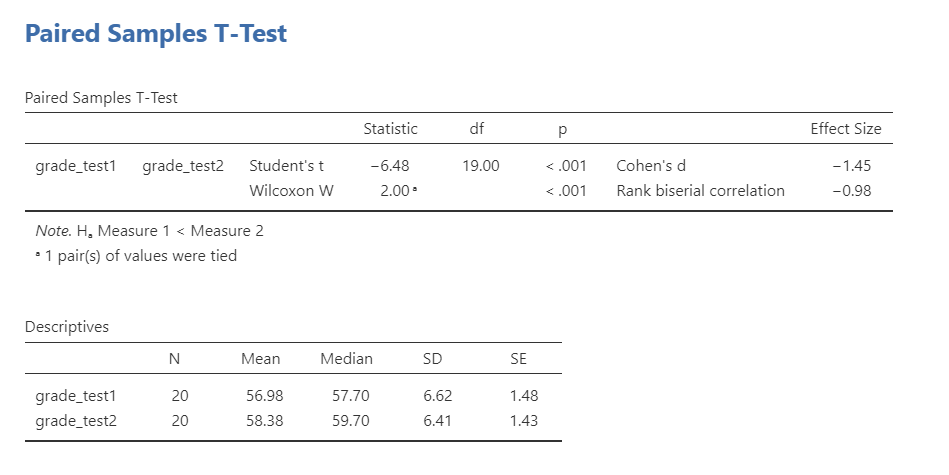 Paired Samples T-Test
Paired Samples T-Test
Statistic df p Effect Size
grade_test1 grade_test2 Student's t −6.48 19.00 < .001 Cohen's d −1.45
Wilcoxon W 2.00 ᵃ < .001 Rank biserial correlation −0.98
Note. Hₐ Measure 1 < Measure 2
ᵃ 1 pair(s) of values were tied
Descriptives
N Mean Median SD SE
grade_test1 20 56.98 57.70 6.62 1.48
grade_test2 20 58.38 59.70 6.41 1.43